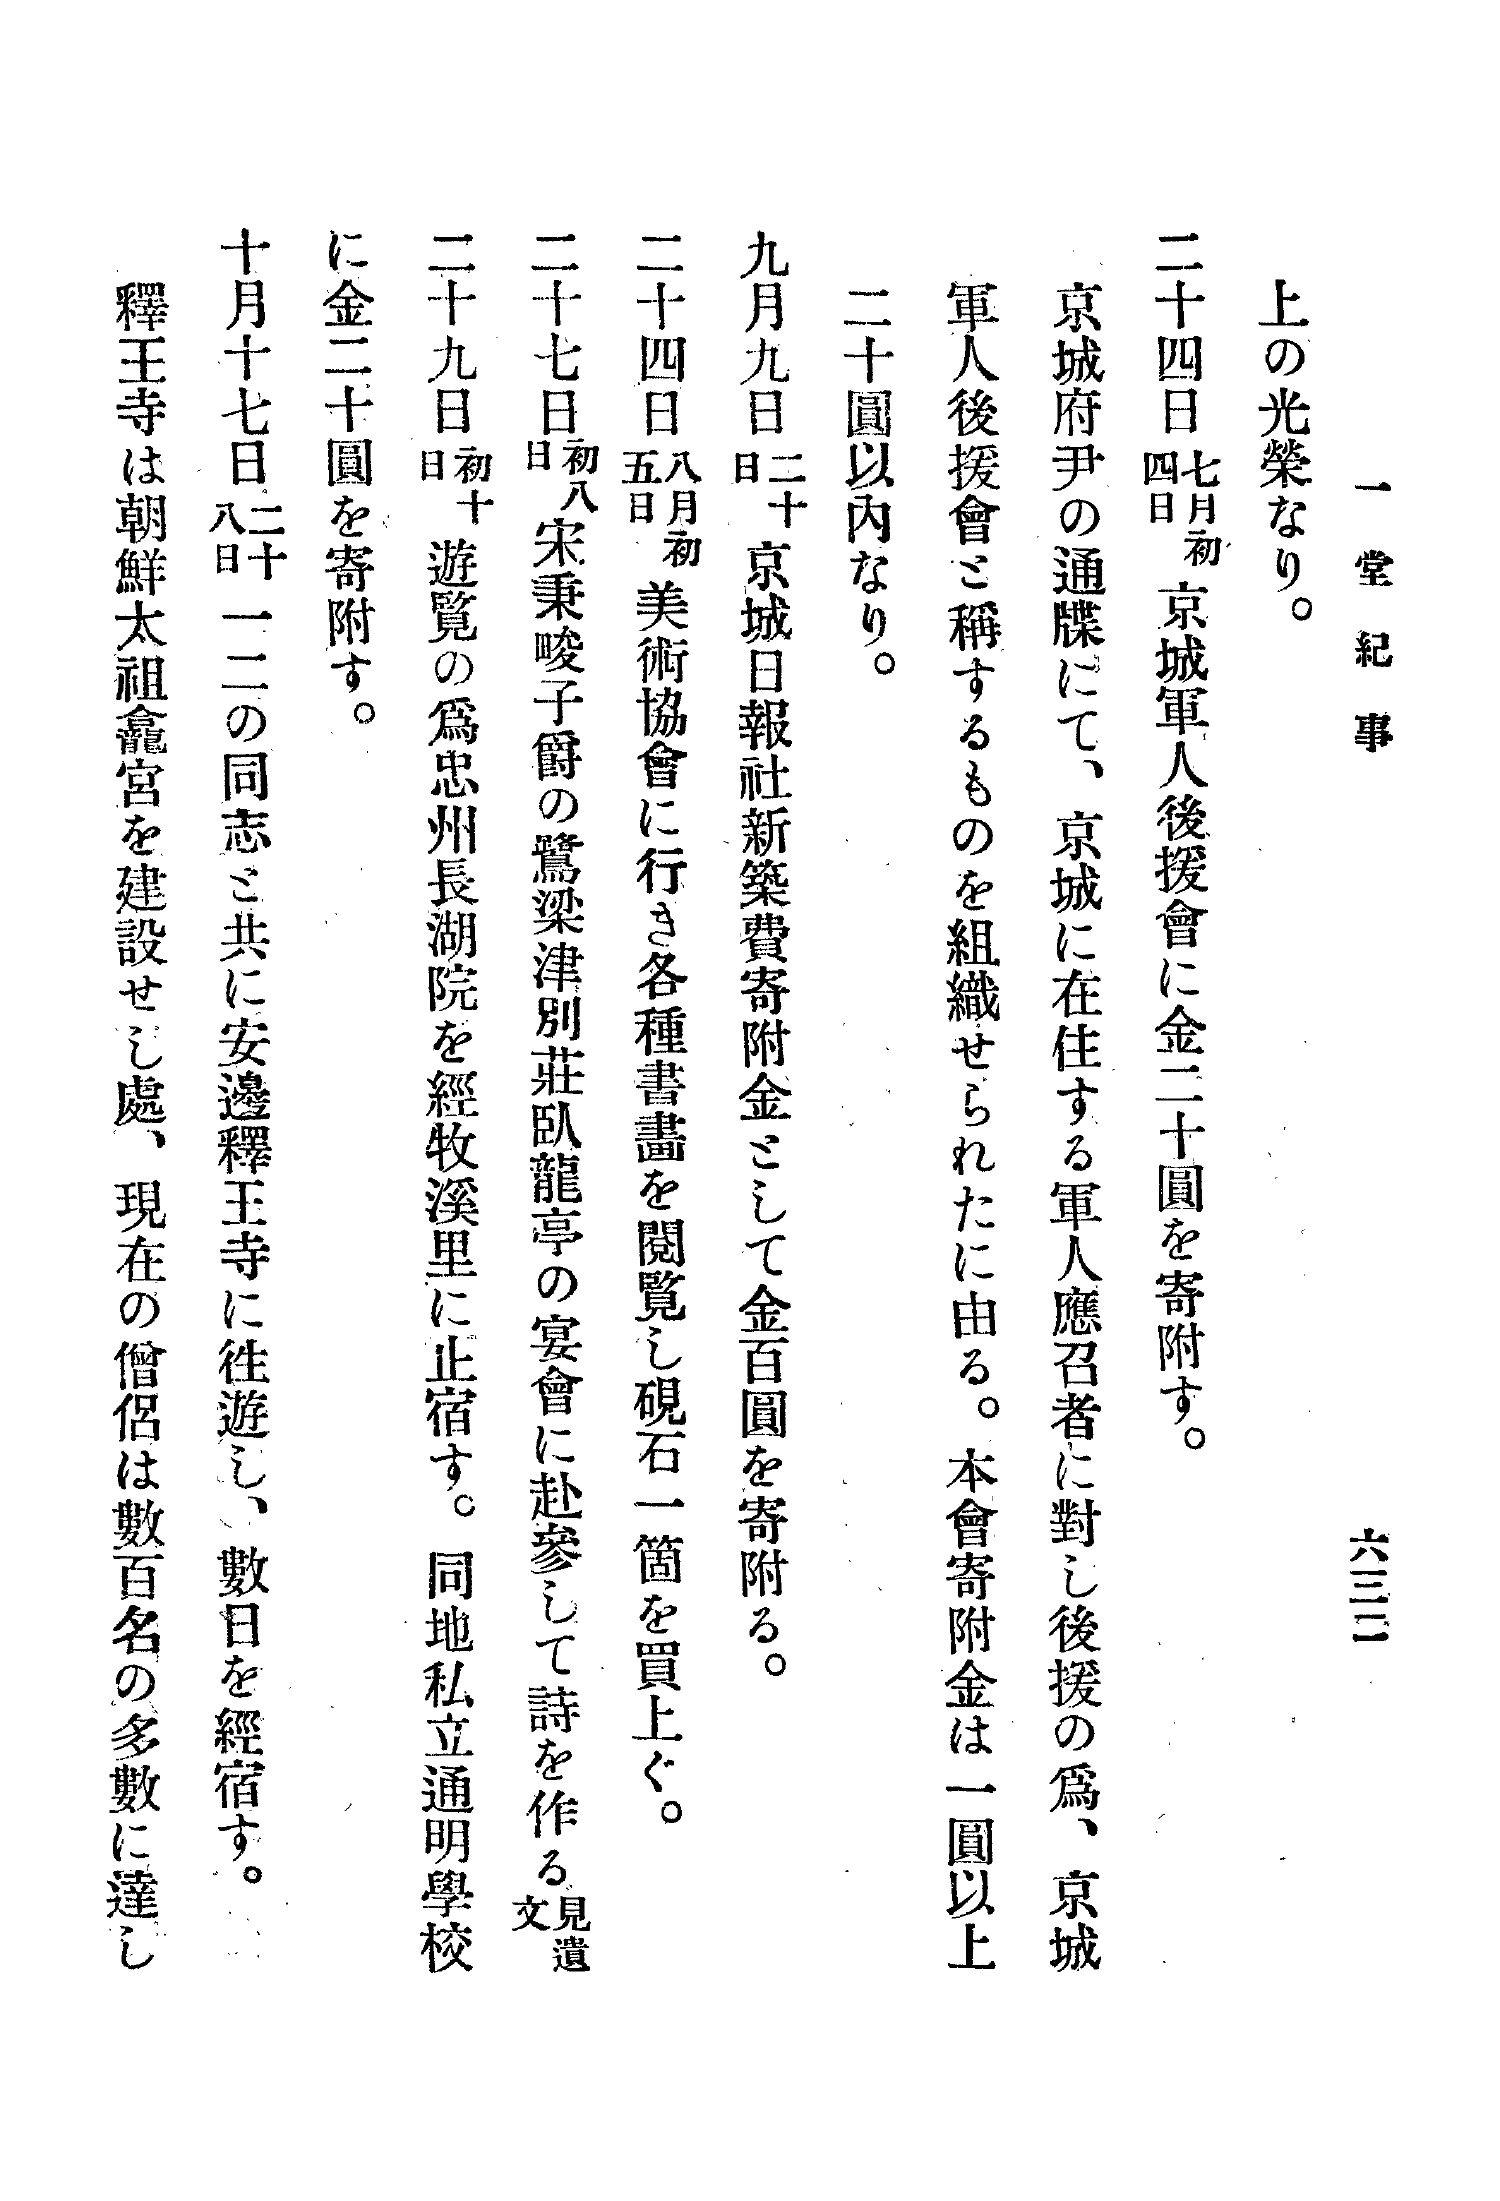 一堂紀事
六三二
上の光榮なり。
二十四日七月初四日京城軍人後援會に金二十圓を寄附す。
京城府尹の通牒にて、京城に在住する軍人應召者に對し後援の爲、京城
軍人後援會と稱するものを組織せられたに由る。本會寄附金は一圓以上
二十圓以內なり。
九月九日二十日京城日報社新築費寄附金として金百圓を寄附る。
二十四日八月初五日美術協會に行き各種書畵を閱覽し硯石一箇を買上ぐ。
二十七日初八日宋秉畯子爵の鷺梁津別莊臥龍亭の宴會に赴參して詩を作る見遺文
二十九日初十日遊覽の爲忠州長湖院を經牧溪里に止宿す。同地私立通明學校
に金二十圓を寄附す。
十月十七日二十八日一二の同志と共に安邊釋王寺に徃遊し、數日を經宿す。
釋王寺は朝鮮太祖龕宮を建設せし處、現在の僧侶は數百名の多數に達し